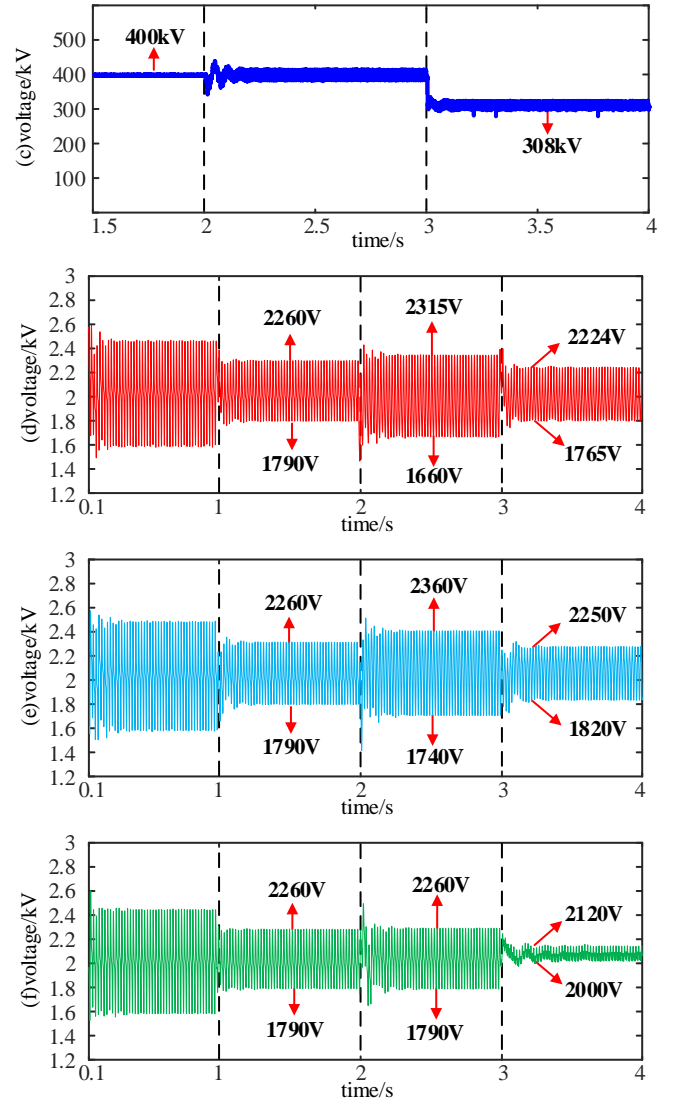 500
400kV
400
300
308kV
200
100
(c)voltage/kV
1.5 2 2.5 3 3.5 4
time/s
3
2.8
2.6
2260V 2315V
2224V
2.4
2.2
2
1.8
1.6
1790V 1660V 1765V
1.4
1.2
(d)voltage/kV
0.1 1 2 3 4
time/s
3
2.8
2260V 2360V
2250V
2.4
2.2
2
1.8
1.6
1790V 1740V
1820V
1.4
1.2
2.6
(e)voltage/kV
0.1 1 2 3 4
time/s
3
2.8
2.6
2260V 2260V
2120V
2.4
2.2
2
1.8
2000V
1.6
1790V 1790V
1.4
1.2
(f)voltage/kV
0.1 1 2 3 4
time/s